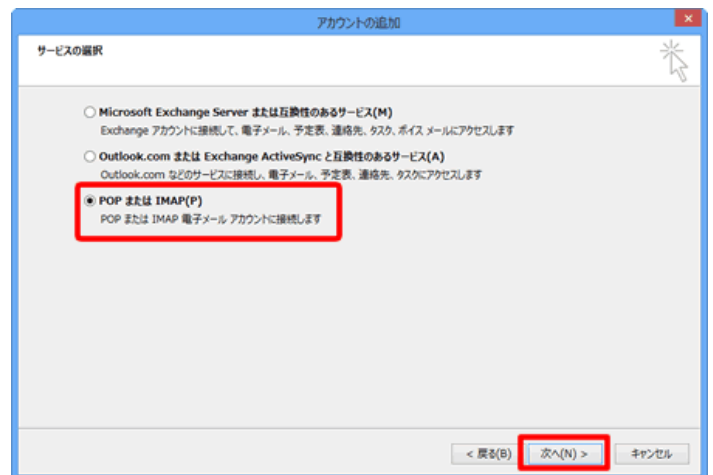 アカウントの追加
サービスの選択
Microsoft Exchange Server または互換性のあるサービス(M)
Exchange アカウントに接続して、電子メール、予定表、連絡先、タスク、ボイス メールにアクセスします
Outlook.com または Exchange ActiveSync と互換性のあるサービス(A)
Outlook.com などのサービスに接続し、電子メール、予定表、連絡先、タスクにアクセスします
POP または IMAP(P)
POP または IMAP 電子メール アカウントに接続します
< 戻る(B) 次へ(N) > キャンセル